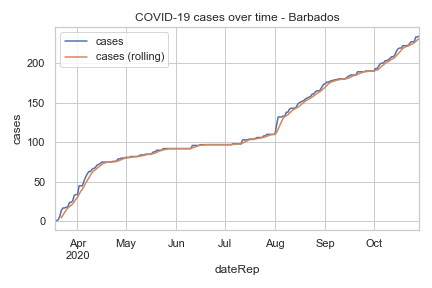 COVID-19 cases over time - Barbados
cases
cases (rolling)
200
150
100
50
0
cases
Apr May Jun Jul Aug Sep Oct
2020
dateRep